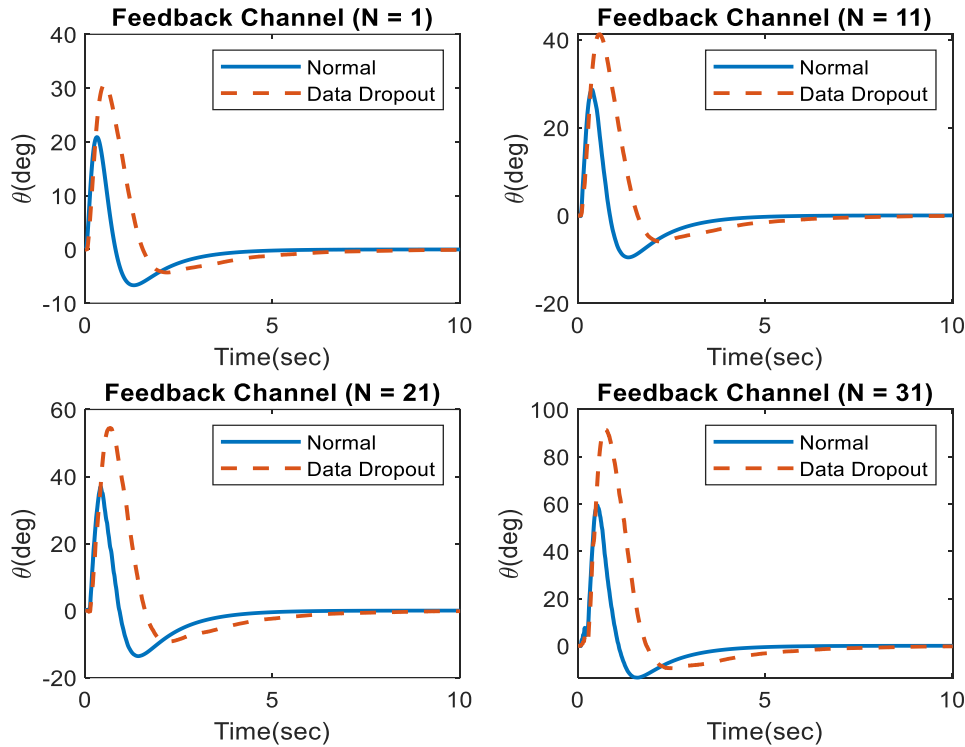 Feedback Channel (N = 1)
40
30
20
10
0
-10
θ(deg)
Normal
Data Dropout
0
5
10
Time(sec)
Feedback Channel (N = 11)
40
20
0
-20
θ(deg)
Normal
Data Dropout
0
5
10
Time(sec)
Feedback Channel (N = 21)
60
40
20
0
-20
θ(deg)
Normal
Data Dropout
0
5
10
Time(sec)
Feedback Channel (N = 31)
100
80
60
40
20
0
θ(deg)
Normal
Data Dropout
0
5
10
Time(sec)